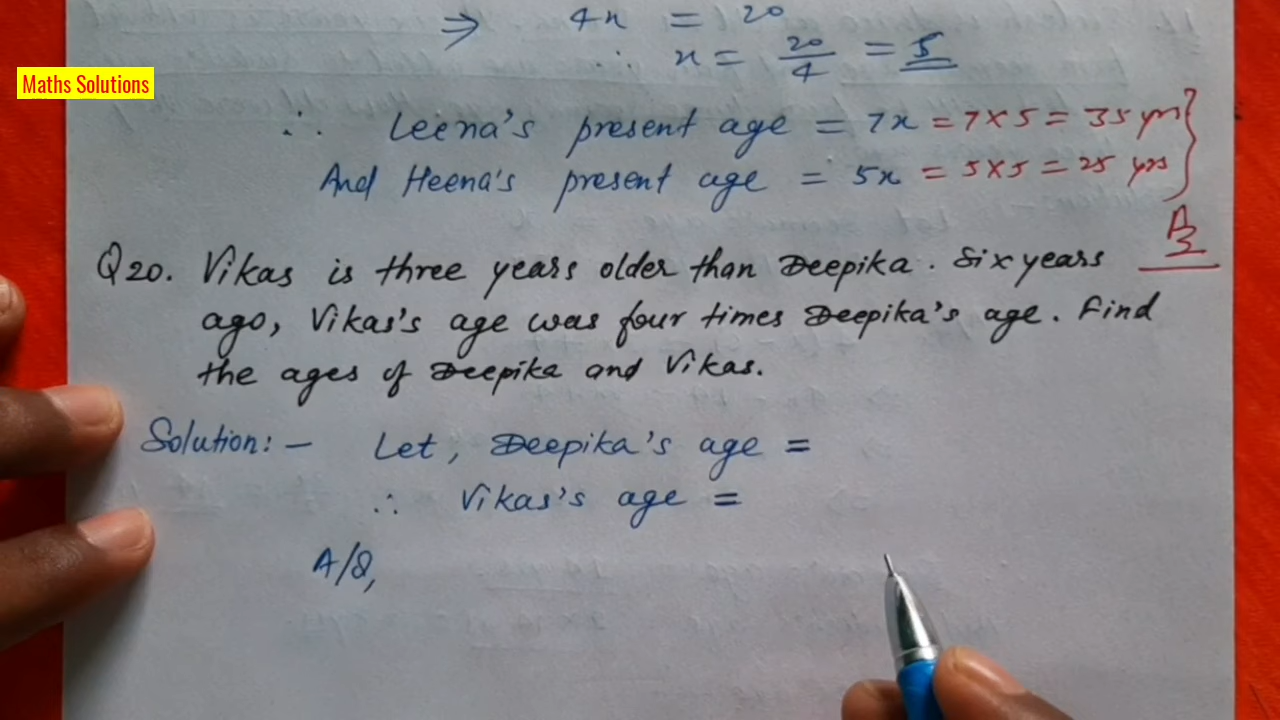 ⇒ 4x = 20
Maths Solutions
∴ x = 20/4 = 5
∴ Leena's present age = 7x = 7×5 = 35 yrs
And Heena's present age = 5x = 5×5 = 25 yrs
Q20. Vikas is three years older than Deepika. Six years
ago, Vikas's age was four times Deepika's age. Find
the ages of Deepika and Vikas.
Solution:- Let, Deepika's age =
∴ Vikas's age =
A/Q,